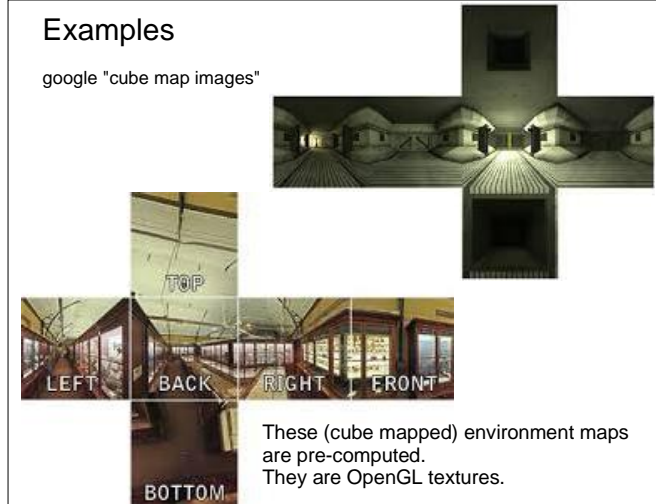 Examples
google "cube map images"
TOP
LEFT BACK RIGHT FRONT
BOTTOM
These (cube mapped) environment maps
are pre-computed.
They are OpenGL textures.